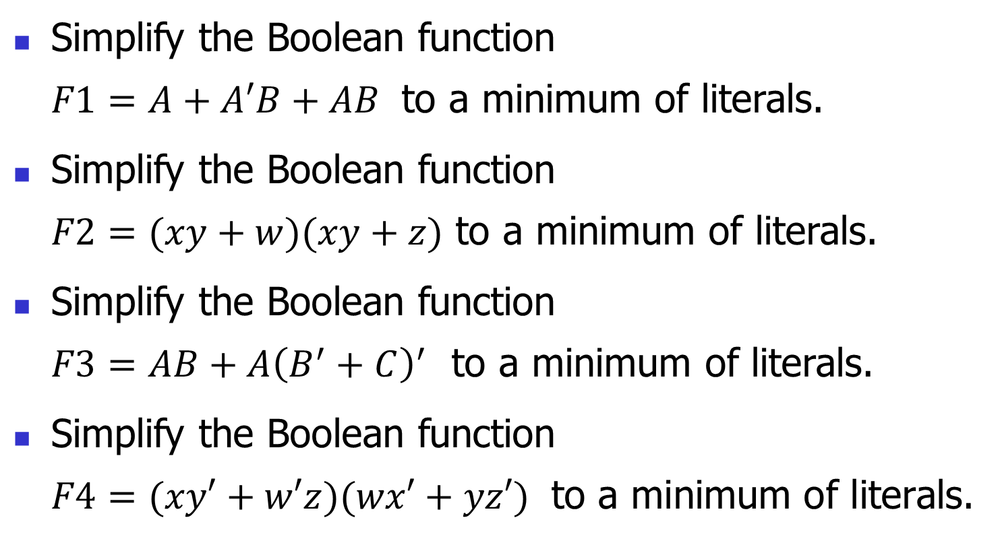 ▪ Simplify the Boolean function
F1 = A + A′B + AB to a minimum of literals.
▪ Simplify the Boolean function
F2 = (xy + w)(xy + z) to a minimum of literals.
▪ Simplify the Boolean function
F3 = AB + A(B′ + C)′ to a minimum of literals.
▪ Simplify the Boolean function
F4 = (xy′ + w′z)(wx′ + yz′) to a minimum of literals.